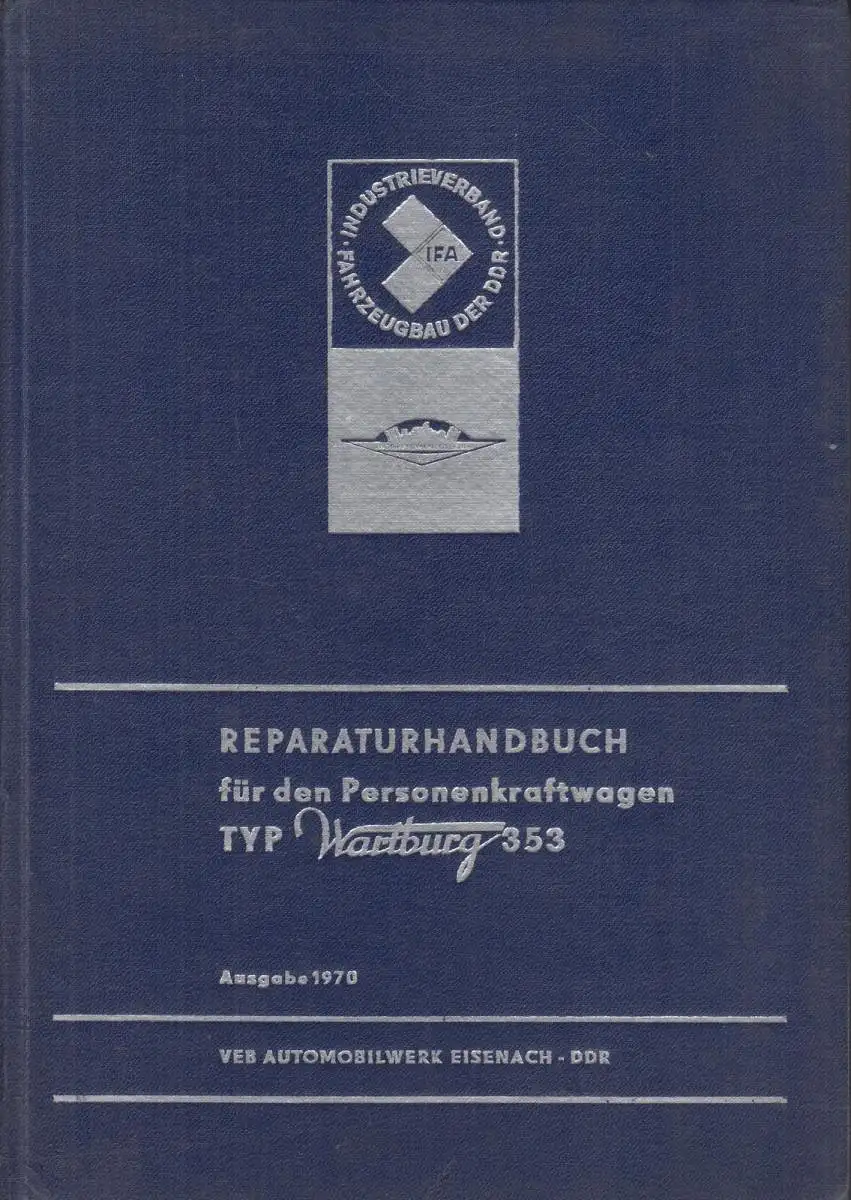 · INDUSTRIEVERBAND ·
FAHRZEUGBAU DER DDR
IFA
REPARATURHANDBUCH
für den Personenkraftwagen
TYP Wartburg 353
Ausgabe 1970
VEB AUTOMOBILWERK EISENACH - DDR